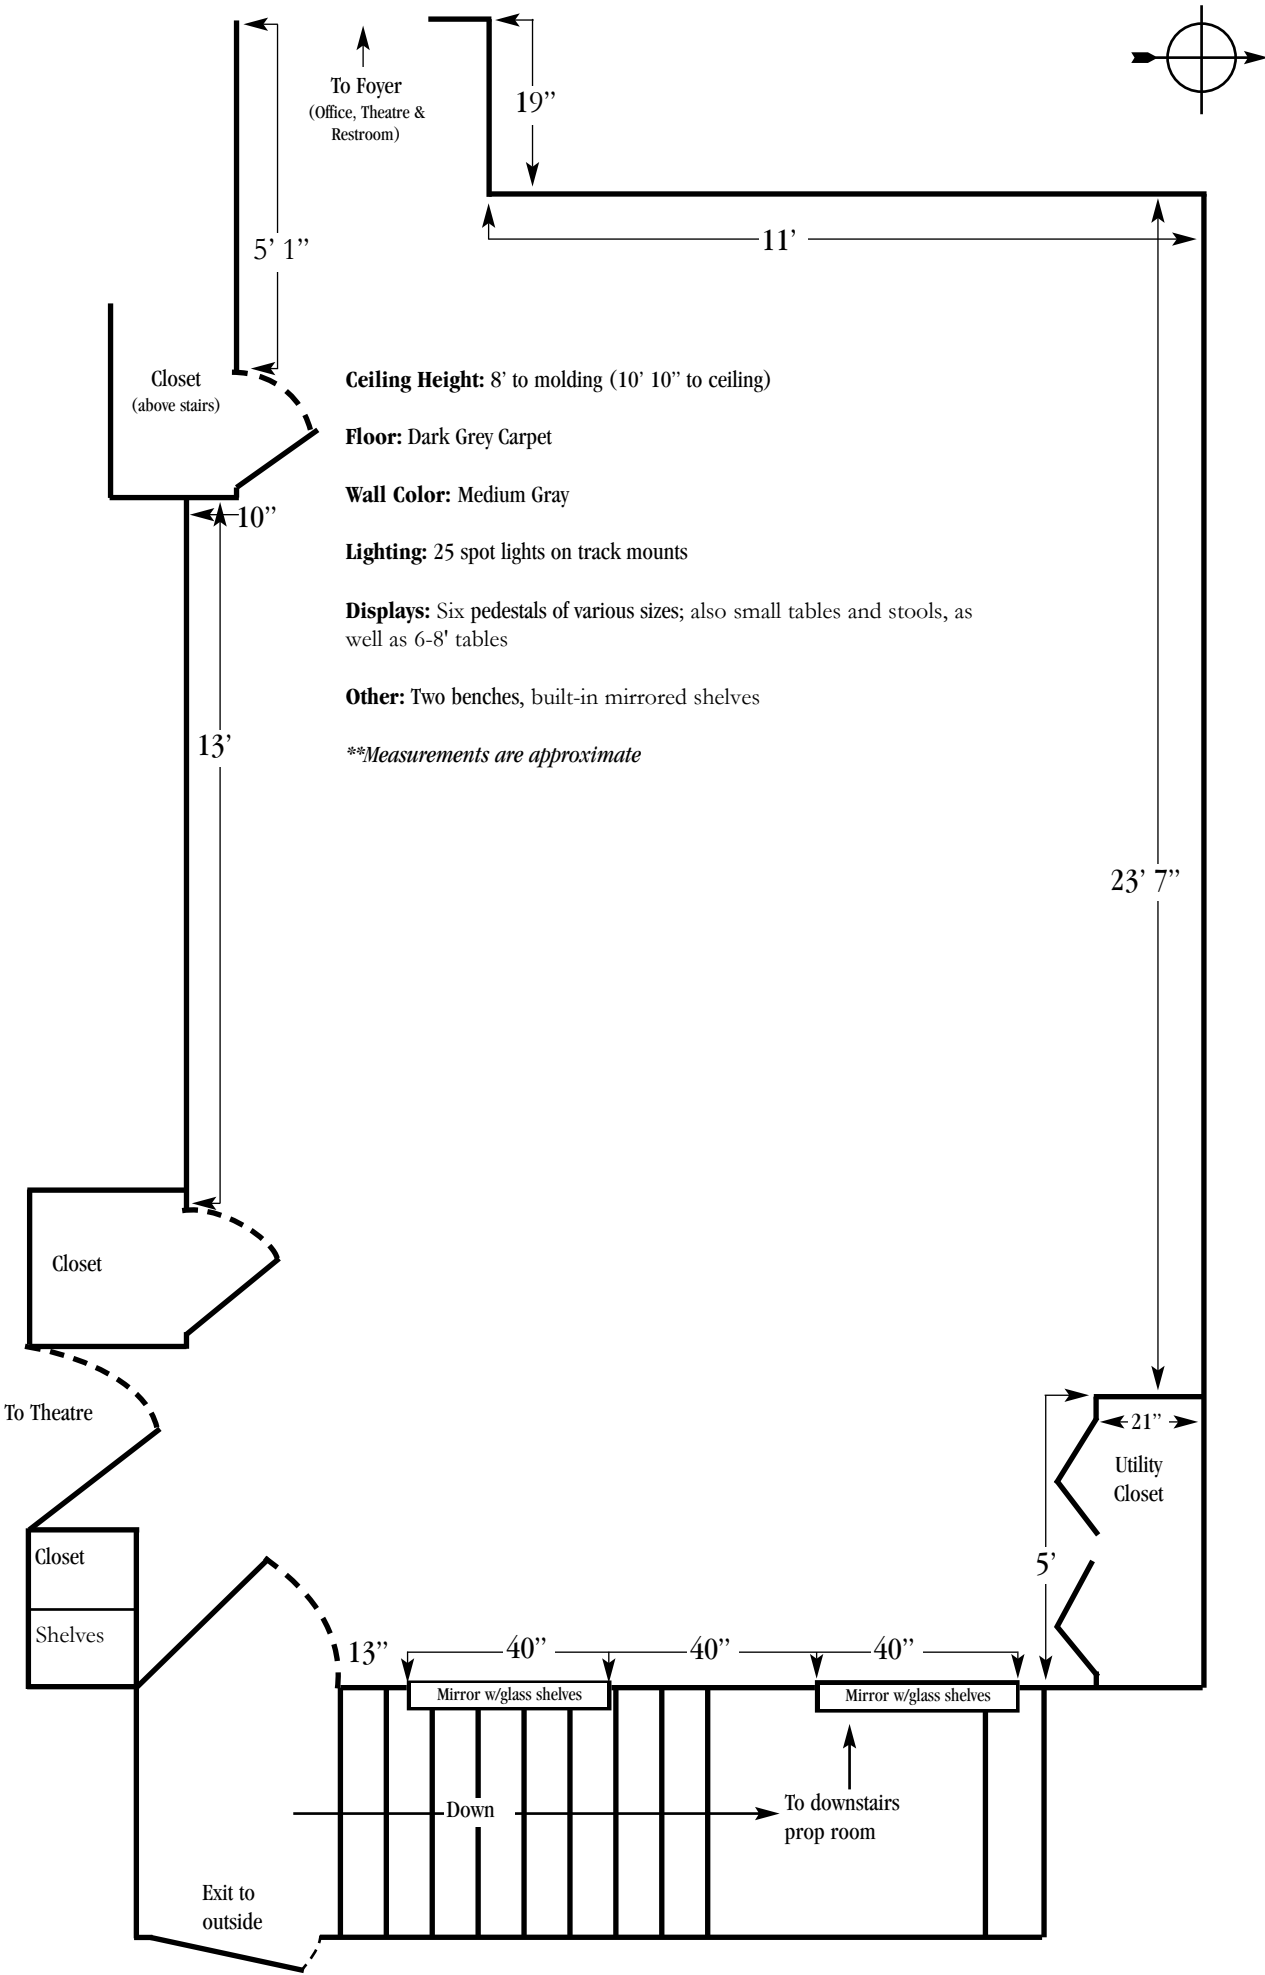 To Foyer
(Office, Theatre &
Restroom)
19”
5’ 1”
11’
Closet
(above stairs)
Ceiling Height: 8’ to molding (10’ 10” to ceiling)
Floor: Dark Grey Carpet
Wall Color: Medium Gray
10”
Lighting: 25 spot lights on track mounts
Displays: Six pedestals of various sizes; also small tables and stools, as
well as 6-8' tables
Other: Two benches, built-in mirrored shelves
13’
**Measurements are approximate
23’ 7”
Closet
To Theatre
21”
Utility
Closet
Closet
5’
Shelves
13”
40”
40”
40”
Mirror w/glass shelves
Mirror w/glass shelves
Down
To downstairs
prop room
Exit to
outside